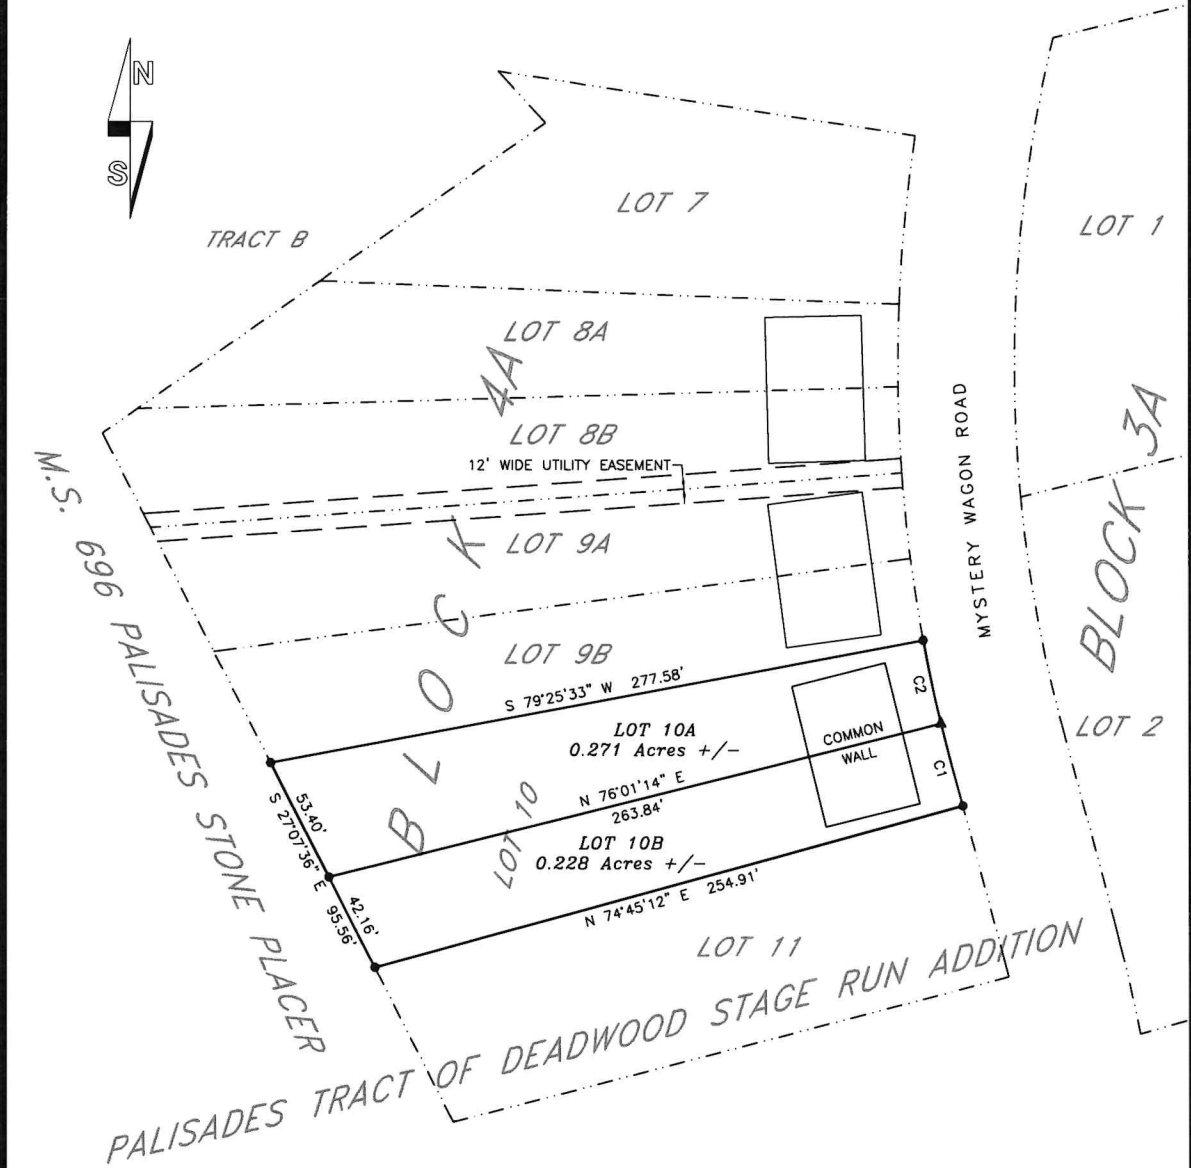 N
S
TRACT B
LOT 7
LOT 1
LOT 8A
4A
LOT 8B
12' WIDE UTILITY EASEMENT
MYSTERY WAGON ROAD
BLOCK 3A
M.S. 696 PALISADES STONE PLACER
LOT 9A
BLOCK
LOT 9B
S 79°25'33" W 277.58'
C2
LOT 10A
0.271 Acres +/-
COMMON
WALL
LOT 2
C1
53.40'
S 27°07'36" E 95.56'
N 76°01'14" E
263.84'
LOT 10
LOT 10B
0.228 Acres +/-
42.16'
N 74°45'12" E 254.91'
LOT 11
PALISADES TRACT OF DEADWOOD STAGE RUN ADDITION